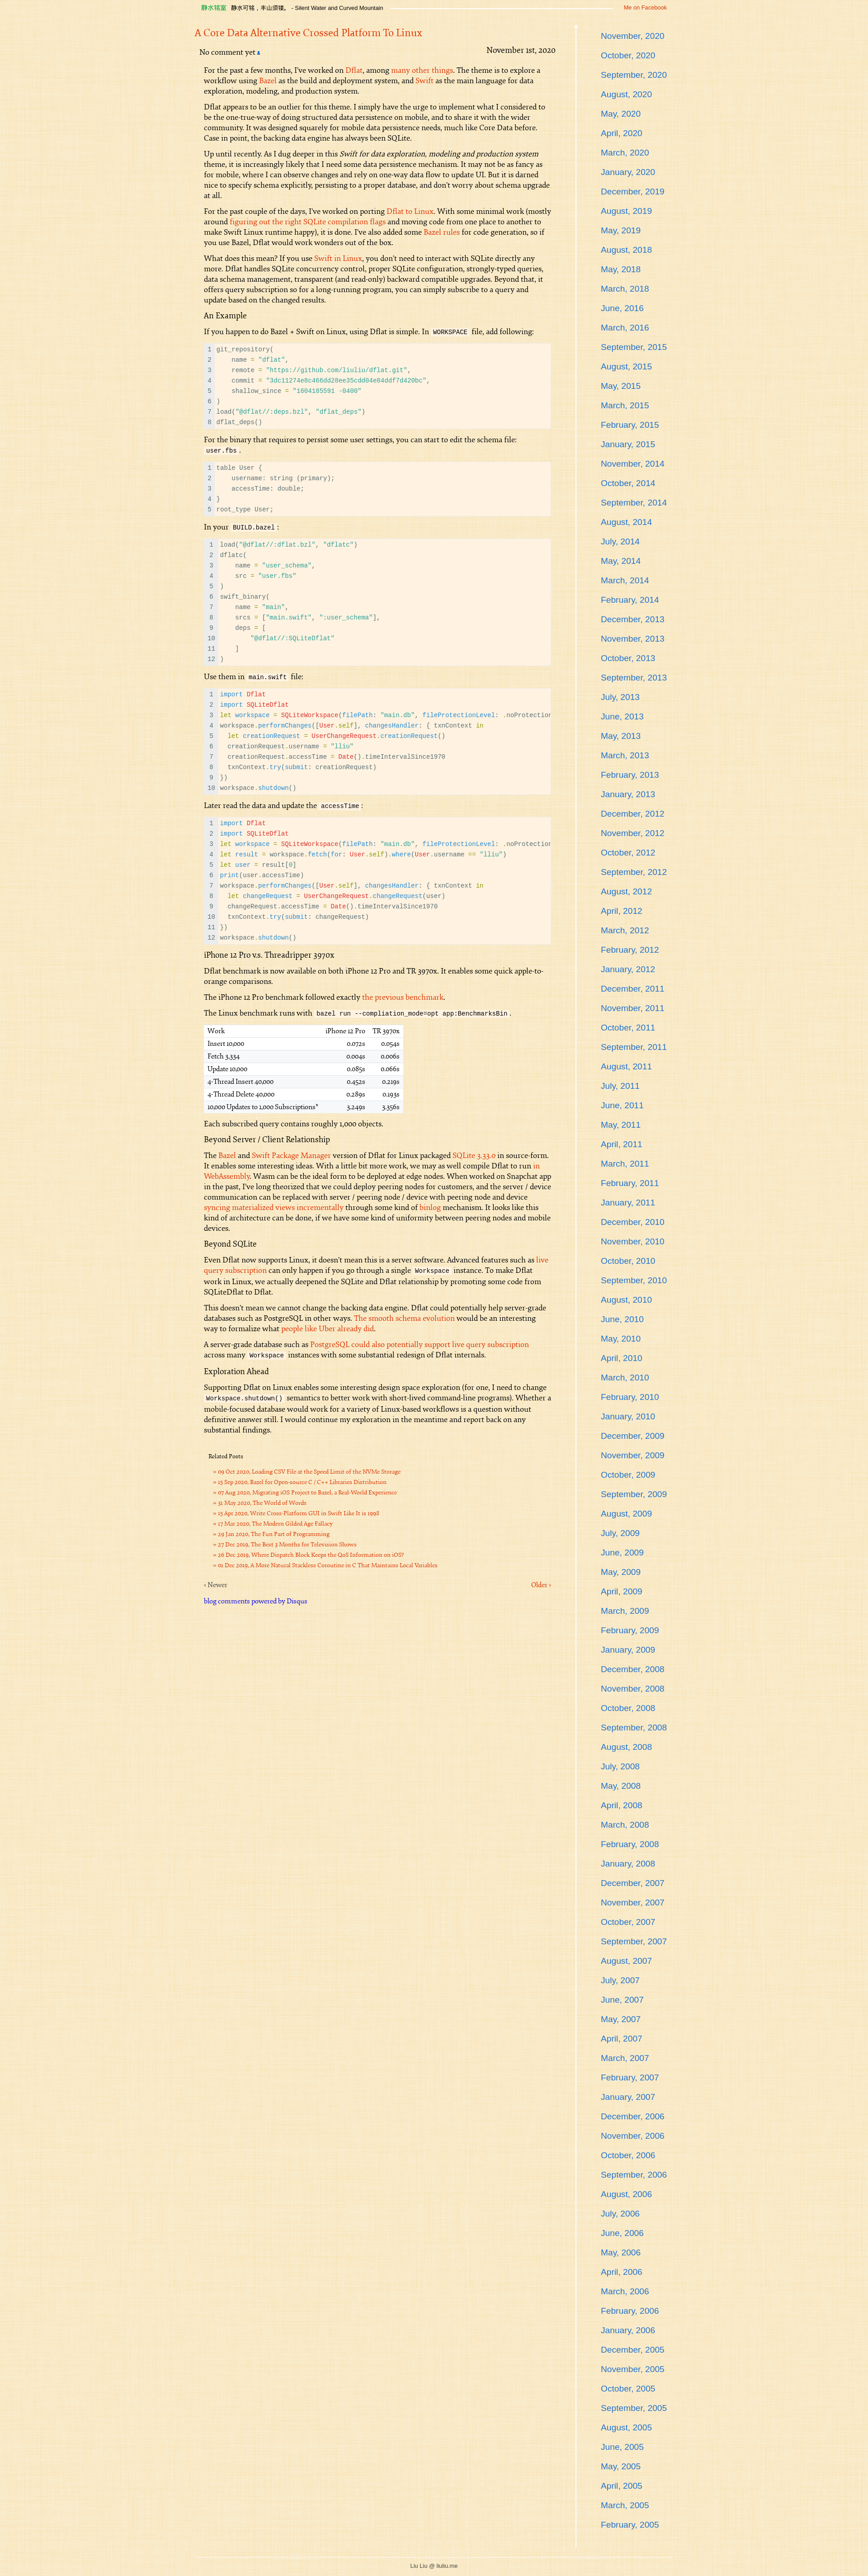 静水铭室 静水可铭，丰山须镂。 - Silent Water and Curved Mountain
Me on Facebook
A Core Data Alternative Crossed Platform To Linux
No comment yet
November 1st, 2020
For the past a few months, I've worked on Dflat, among many other things. The theme is to explore a
workflow using Bazel as the build and deployment system, and Swift as the main language for data
exploration, modeling, and production system.
Dflat appears to be an outlier for this theme. I simply have the urge to implement what I considered to
be the one-true-way of doing structured data persistence on mobile, and to share it with the wider
community. It was designed squarely for mobile data persistence needs, much like Core Data before.
Case in point, the backing data engine has always been SQLite.
Up until recently. As I dug deeper in this Swift for data exploration, modeling and production system
theme, it is increasingly likely that I need some data persistence mechanism. It may not be as fancy as
for mobile, where I can observe changes and rely on one-way data flow to update UI. But it is darned
nice to specify schema explicitly, persisting to a proper database, and don't worry about schema upgrade
at all.
For the past couple of the days, I've worked on porting Dflat to Linux. With some minimal work (mostly
around figuring out the right SQLite compilation flags and moving code from one place to another to
make Swift Linux runtime happy), it is done. I've also added some Bazel rules for code generation, so if
you use Bazel, Dflat would work wonders out of the box.
What does this mean? If you use Swift in Linux, you don't need to interact with SQLite directly any
more. Dflat handles SQLite concurrency control, proper SQLite configuration, strongly-typed queries,
data schema management, transparent (and read-only) backward compatible upgrades. Beyond that, it
offers query subscription so for a long-running program, you can simply subscribe to a query and
update based on the changed results.
An Example
If you happen to do Bazel + Swift on Linux, using Dflat is simple. In WORKSPACE file, add following:
1 git_repository(
2 name = "dflat",
3 remote = "https://github.com/liuliu/dflat.git",
4 commit = "3dc11274e8c466dd28ee35cdd04e84ddf7d420bc",
5 shallow_since = "1604185591 -0400"
6 )
7 load("@dflat//:deps.bzl", "dflat_deps")
8 dflat_deps()
For the binary that requires to persist some user settings, you can start to edit the schema file:
user.fbs.
1 table User {
2 username: string (primary);
3 accessTime: double;
4 }
5 root_type User;
In your BUILD.bazel:
1 load("@dflat//:dflat.bzl", "dflatc")
2 dflatc(
3 name = "user_schema",
4 src = "user.fbs"
5 )
6 swift_binary(
7 name = "main",
8 srcs = ["main.swift", ":user_schema"],
9 deps = [
10 "@dflat//:SQLiteDflat"
11 ]
12 )
Use them in main.swift file:
1 import Dflat
2 import SQLiteDflat
3 let workspace = SQLiteWorkspace(filePath: "main.db", fileProtectionLevel: .noProtection
4 workspace.performChanges([User.self], changesHandler: { txnContext in
5 let creationRequest = UserChangeRequest.creationRequest()
6 creationRequest.username = "lliu"
7 creationRequest.accessTime = Date().timeIntervalSince1970
8 txnContext.try(submit: creationRequest)
9 })
10 workspace.shutdown()
Later read the data and update the accessTime:
1 import Dflat
2 import SQLiteDflat
3 let workspace = SQLiteWorkspace(filePath: "main.db", fileProtectionLevel: .noProtection
4 let result = workspace.fetch(for: User.self).where(User.username == "lliu")
5 let user = result[0]
6 print(user.accessTime)
7 workspace.performChanges([User.self], changesHandler: { txnContext in
8 let changeRequest = UserChangeRequest.changeRequest(user)
9 changeRequest.accessTime = Date().timeIntervalSince1970
10 txnContext.try(submit: changeRequest)
11 })
12 workspace.shutdown()
iPhone 12 Pro v.s. Threadripper 3970x
Dflat benchmark is now available on both iPhone 12 Pro and TR 3970x. It enables some quick apple-to-
orange comparisons.
The iPhone 12 Pro benchmark followed exactly the previous benchmark.
The Linux benchmark runs with bazel run --compliation_mode=opt app:BenchmarksBin.
Work iPhone 12 Pro TR 3970x
Insert 10,000 0.072s 0.054s
Fetch 3,334 0.004s 0.006s
Update 10,000 0.085s 0.066s
4-Thread Insert 40,000 0.452s 0.219s
4-Thread Delete 40,000 0.289s 0.193s
10,000 Updates to 1,000 Subscriptions* 3.249s 3.356s
Each subscribed query contains roughly 1,000 objects.
Beyond Server / Client Relationship
The Bazel and Swift Package Manager version of Dflat for Linux packaged SQLite 3.33.0 in source-form.
It enables some interesting ideas. With a little bit more work, we may as well compile Dflat to run in
WebAssembly. Wasm can be the ideal form to be deployed at edge nodes. When worked on Snapchat app
in the past, I've long theorized that we could deploy peering nodes for customers, and the server / device
communication can be replaced with server / peering node / device with peering node and device
syncing materialized views incrementally through some kind of binlog mechanism. It looks like this
kind of architecture can be done, if we have some kind of uniformity between peering nodes and mobile
devices.
Beyond SQLite
Even Dflat now supports Linux, it doesn't mean this is a server software. Advanced features such as live
query subscription can only happen if you go through a single Workspace instance. To make Dflat
work in Linux, we actually deepened the SQLite and Dflat relationship by promoting some code from
SQLiteDflat to Dflat.
This doesn't mean we cannot change the backing data engine. Dflat could potentially help server-grade
databases such as PostgreSQL in other ways. The smooth schema evolution would be an interesting
way to formalize what people like Uber already did.
A server-grade database such as PostgreSQL could also potentially support live query subscription
across many Workspace instances with some substantial redesign of Dflat internals.
Exploration Ahead
Supporting Dflat on Linux enables some interesting design space exploration (for one, I need to change
Workspace.shutdown() semantics to better work with short-lived command-line programs). Whether a
mobile-focused database would work for a variety of Linux-based workflows is a question without
definitive answer still. I would continue my exploration in the meantime and report back on any
substantial findings.
Related Posts
» 09 Oct 2020, Loading CSV File at the Speed Limit of the NVMe Storage
» 15 Sep 2020, Bazel for Open-source C / C++ Libraries Distribution
» 07 Aug 2020, Migrating iOS Project to Bazel, a Real-World Experience
» 31 May 2020, The World of Words
» 15 Apr 2020, Write Cross-Platform GUI in Swift Like It is 1998
» 17 Mar 2020, The Modern Gilded Age Fallacy
» 29 Jan 2020, The Fun Part of Programming
» 27 Dec 2019, The Best 3 Months for Television Shows
» 26 Dec 2019, Where Dispatch Block Keeps the QoS Information on iOS?
» 01 Dec 2019, A More Natural Stackless Coroutine in C That Maintains Local Variables
‹ Newer
Older ›
blog comments powered by Disqus
November, 2020
October, 2020
September, 2020
August, 2020
May, 2020
April, 2020
March, 2020
January, 2020
December, 2019
August, 2019
May, 2019
August, 2018
May, 2018
March, 2018
June, 2016
March, 2016
September, 2015
August, 2015
May, 2015
March, 2015
February, 2015
January, 2015
November, 2014
October, 2014
September, 2014
August, 2014
July, 2014
May, 2014
March, 2014
February, 2014
December, 2013
November, 2013
October, 2013
September, 2013
July, 2013
June, 2013
May, 2013
March, 2013
February, 2013
January, 2013
December, 2012
November, 2012
October, 2012
September, 2012
August, 2012
April, 2012
March, 2012
February, 2012
January, 2012
December, 2011
November, 2011
October, 2011
September, 2011
August, 2011
July, 2011
June, 2011
May, 2011
April, 2011
March, 2011
February, 2011
January, 2011
December, 2010
November, 2010
October, 2010
September, 2010
August, 2010
June, 2010
May, 2010
April, 2010
March, 2010
February, 2010
January, 2010
December, 2009
November, 2009
October, 2009
September, 2009
August, 2009
July, 2009
June, 2009
May, 2009
April, 2009
March, 2009
February, 2009
January, 2009
December, 2008
November, 2008
October, 2008
September, 2008
August, 2008
July, 2008
May, 2008
April, 2008
March, 2008
February, 2008
January, 2008
December, 2007
November, 2007
October, 2007
September, 2007
August, 2007
July, 2007
June, 2007
May, 2007
April, 2007
March, 2007
February, 2007
January, 2007
December, 2006
November, 2006
October, 2006
September, 2006
August, 2006
July, 2006
June, 2006
May, 2006
April, 2006
March, 2006
February, 2006
January, 2006
December, 2005
November, 2005
October, 2005
September, 2005
August, 2005
June, 2005
May, 2005
April, 2005
March, 2005
February, 2005
Liu Liu @ liuliu.me